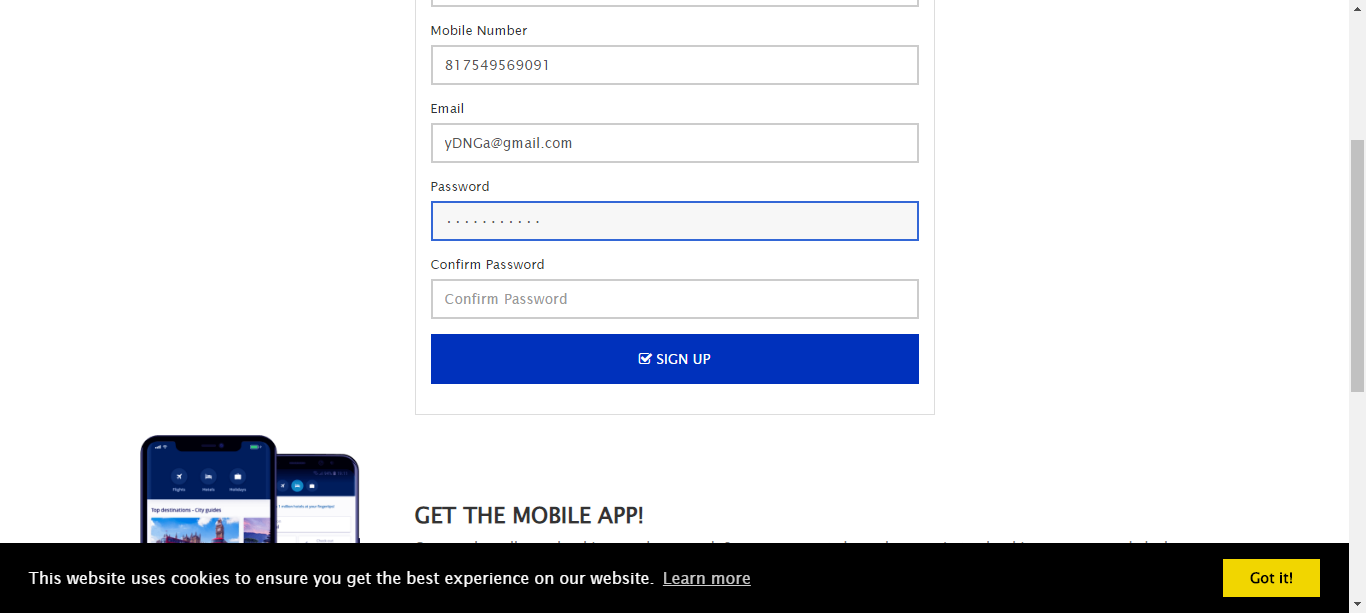 Mobile Number
817549569091
Email
yDNGa@gmail.com
Password
...........
Confirm Password
Confirm Password
SIGN UP
Flights Hotels Holidays
Top destinations - City guides
GET THE MOBILE APP!
This website uses cookies to ensure you get the best experience on our website. Learn more
Got it!